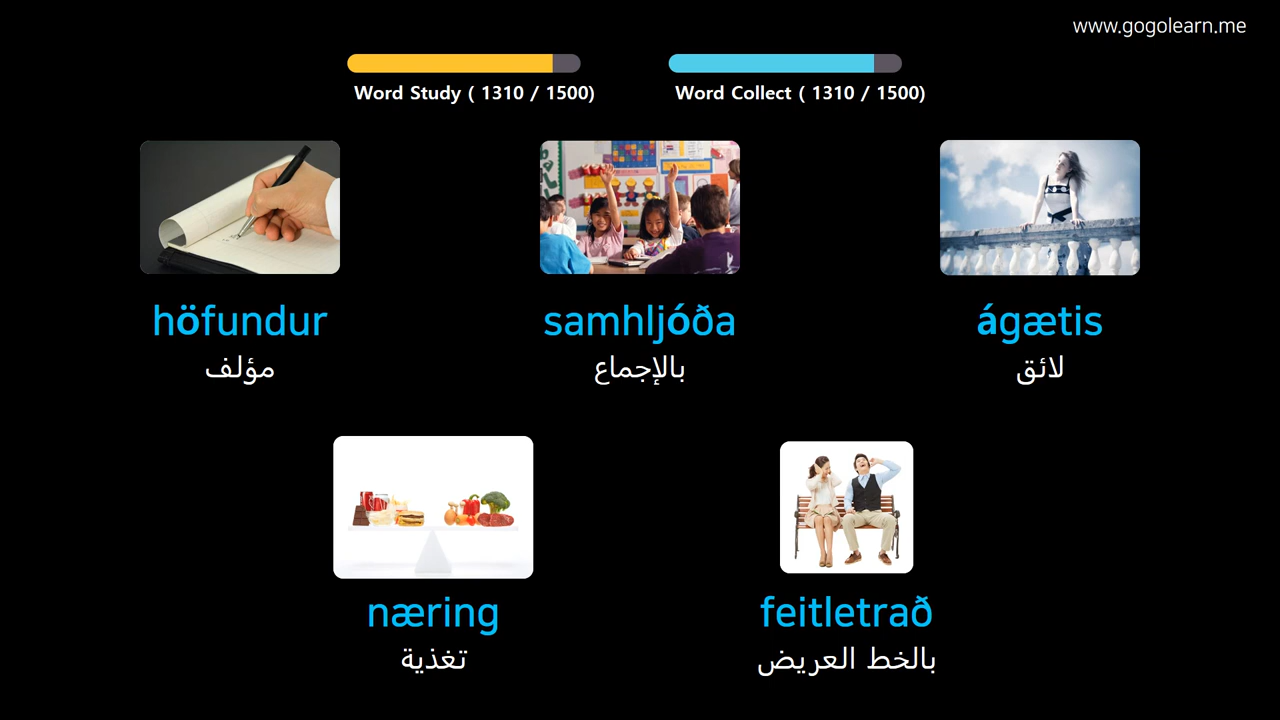 www.gogolearn.me
Word Study ( 1310 / 1500)
Word Collect ( 1310 / 1500)
höfundur
مؤلف
samhljóða
بالإجماع
ágætis
لائق
næring
تغذية
feitletrað
بالخط العريض